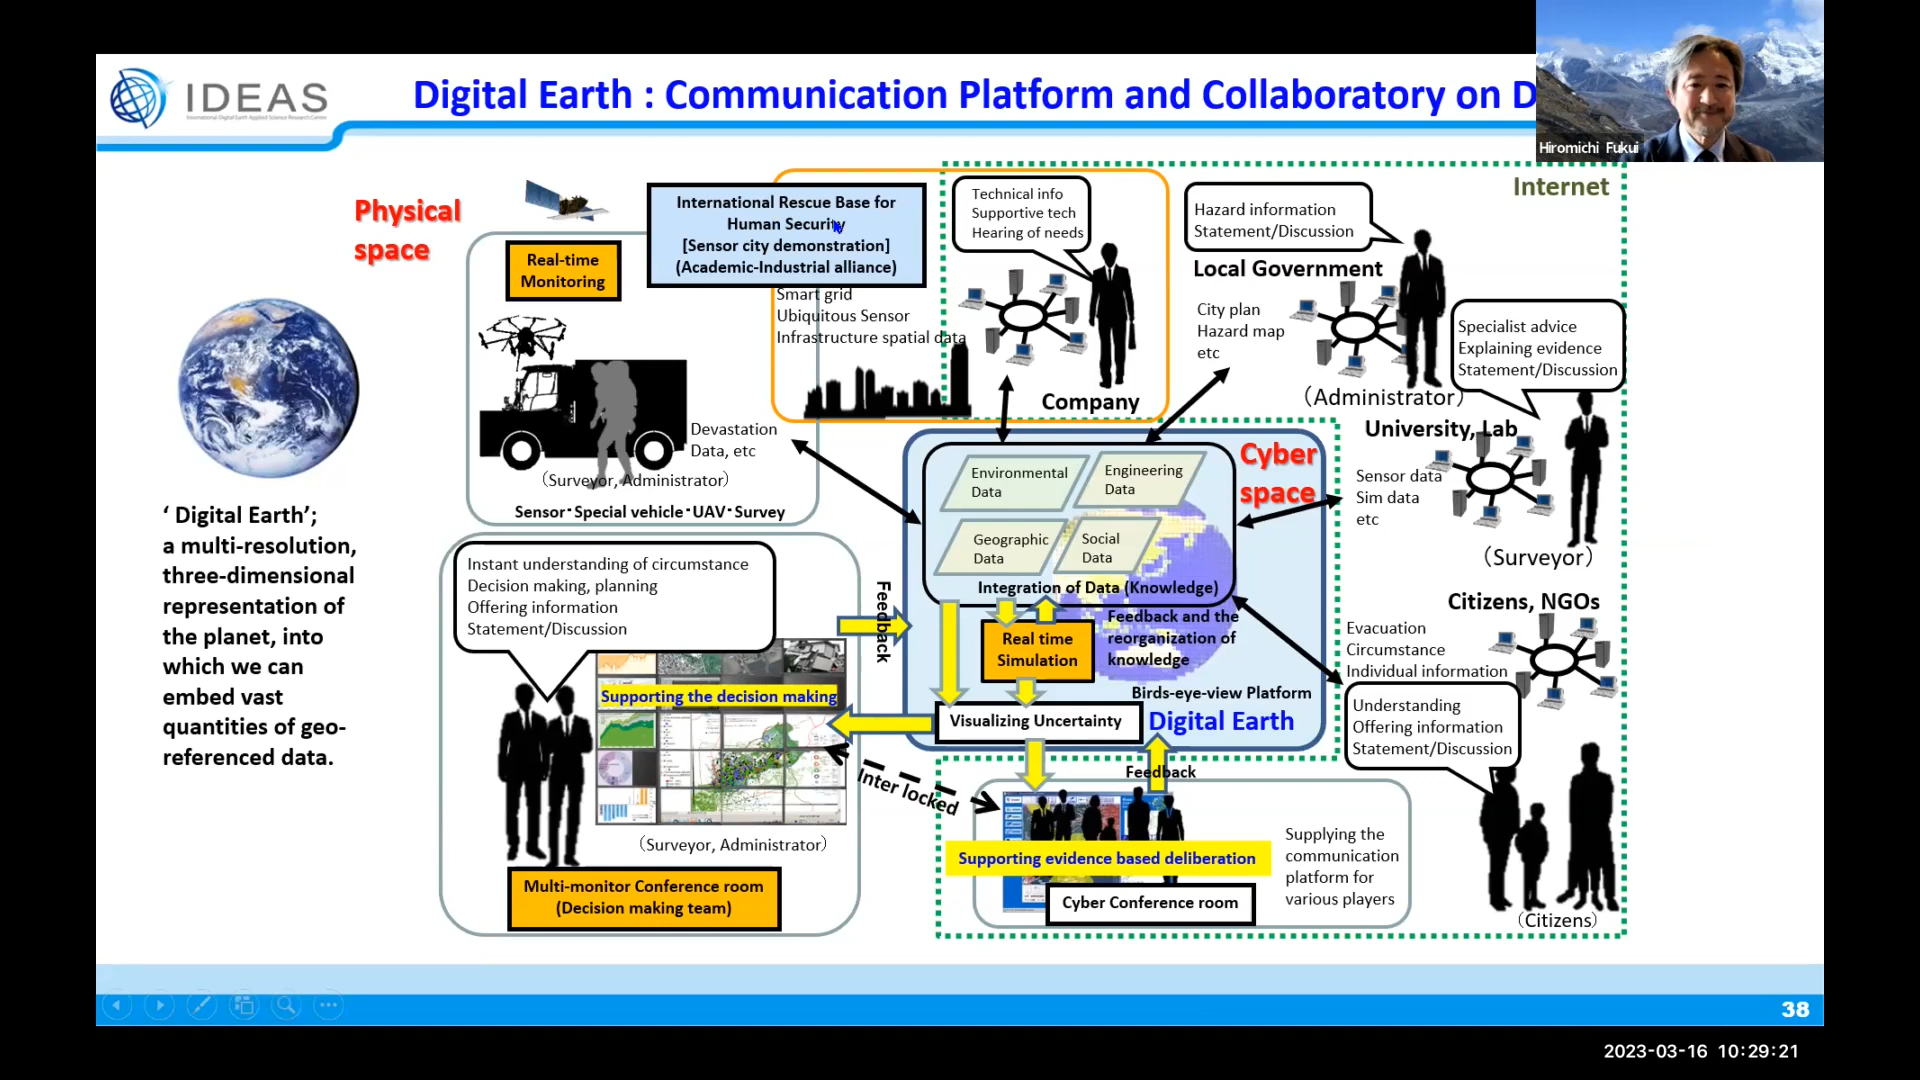 IDEAS
International Digital Earth Applied Science Research Center
Digital Earth : Communication Platform and Collaboratory on D
Hiromichi Fukui
Physical
space
Internet
International Rescue Base for
Human Security
[Sensor city demonstration]
(Academic-Industrial alliance)
Real-time
Monitoring
Smart grid
Ubiquitous Sensor
Infrastructure spatial data
Technical info
Supportive tech
Hearing of needs
Company
Hazard information
Statement/Discussion
Local Government
City plan
Hazard map
etc
(Administrator)
Specialist advice
Explaining evidence
Statement/Discussion
University, Lab
Sensor data
Sim data
etc
(Surveyor)
Devastation
Data, etc
(Surveyor, Administrator)
Sensor・Special vehicle・UAV・Survey
‘ Digital Earth’;
a multi-resolution,
three-dimensional
representation of
the planet, into
which we can
embed vast
quantities of geo-
referenced data.
Cyber
space
Environmental
Data
Engineering
Data
Geographic
Data
Social
Data
Integration of Data (Knowledge)
Real time
Simulation
Feedback and the
reorganization of
knowledge
Birds-eye-view Platform
Digital Earth
Visualizing Uncertainty
Feedback
Instant understanding of circumstance
Decision making, planning
Offering information
Statement/Discussion
Supporting the decision making
(Surveyor, Administrator)
Multi-monitor Conference room
(Decision making team)
Inter locked
Feedback
Supporting evidence based deliberation
Cyber Conference room
Supplying the
communication
platform for
various players
Citizens, NGOs
Evacuation
Circumstance
Individual information
Understanding
Offering information
Statement/Discussion
(Citizens)
38
2023-03-16 10:29:21